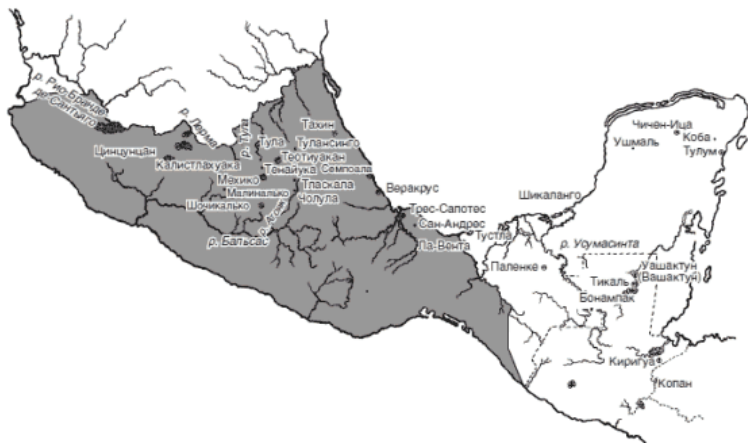 р. Рио-Гранде
де-Сантьяго
р. Лерма
р. Тула
Тахин
Тула
Тулансинго
Цинцунцан
Теотиуакан
Калистлахуака
Тенайука
Семпоала
Мехико
Тласкала
Малиналько
Чолула
Шочикалько
р. Атояк
р. Бальсас
Веракрус
Трес-Сапотес
Сан-Андрес
Тустла
Ла-Вента
Шикаланго
Чичен-Ица
Ушмаль
Коба
Тулум
р. Усумасинта
Паленке
Уашактун
(Вашактун)
Тикаль
Бонампак
Киригуа
Копан